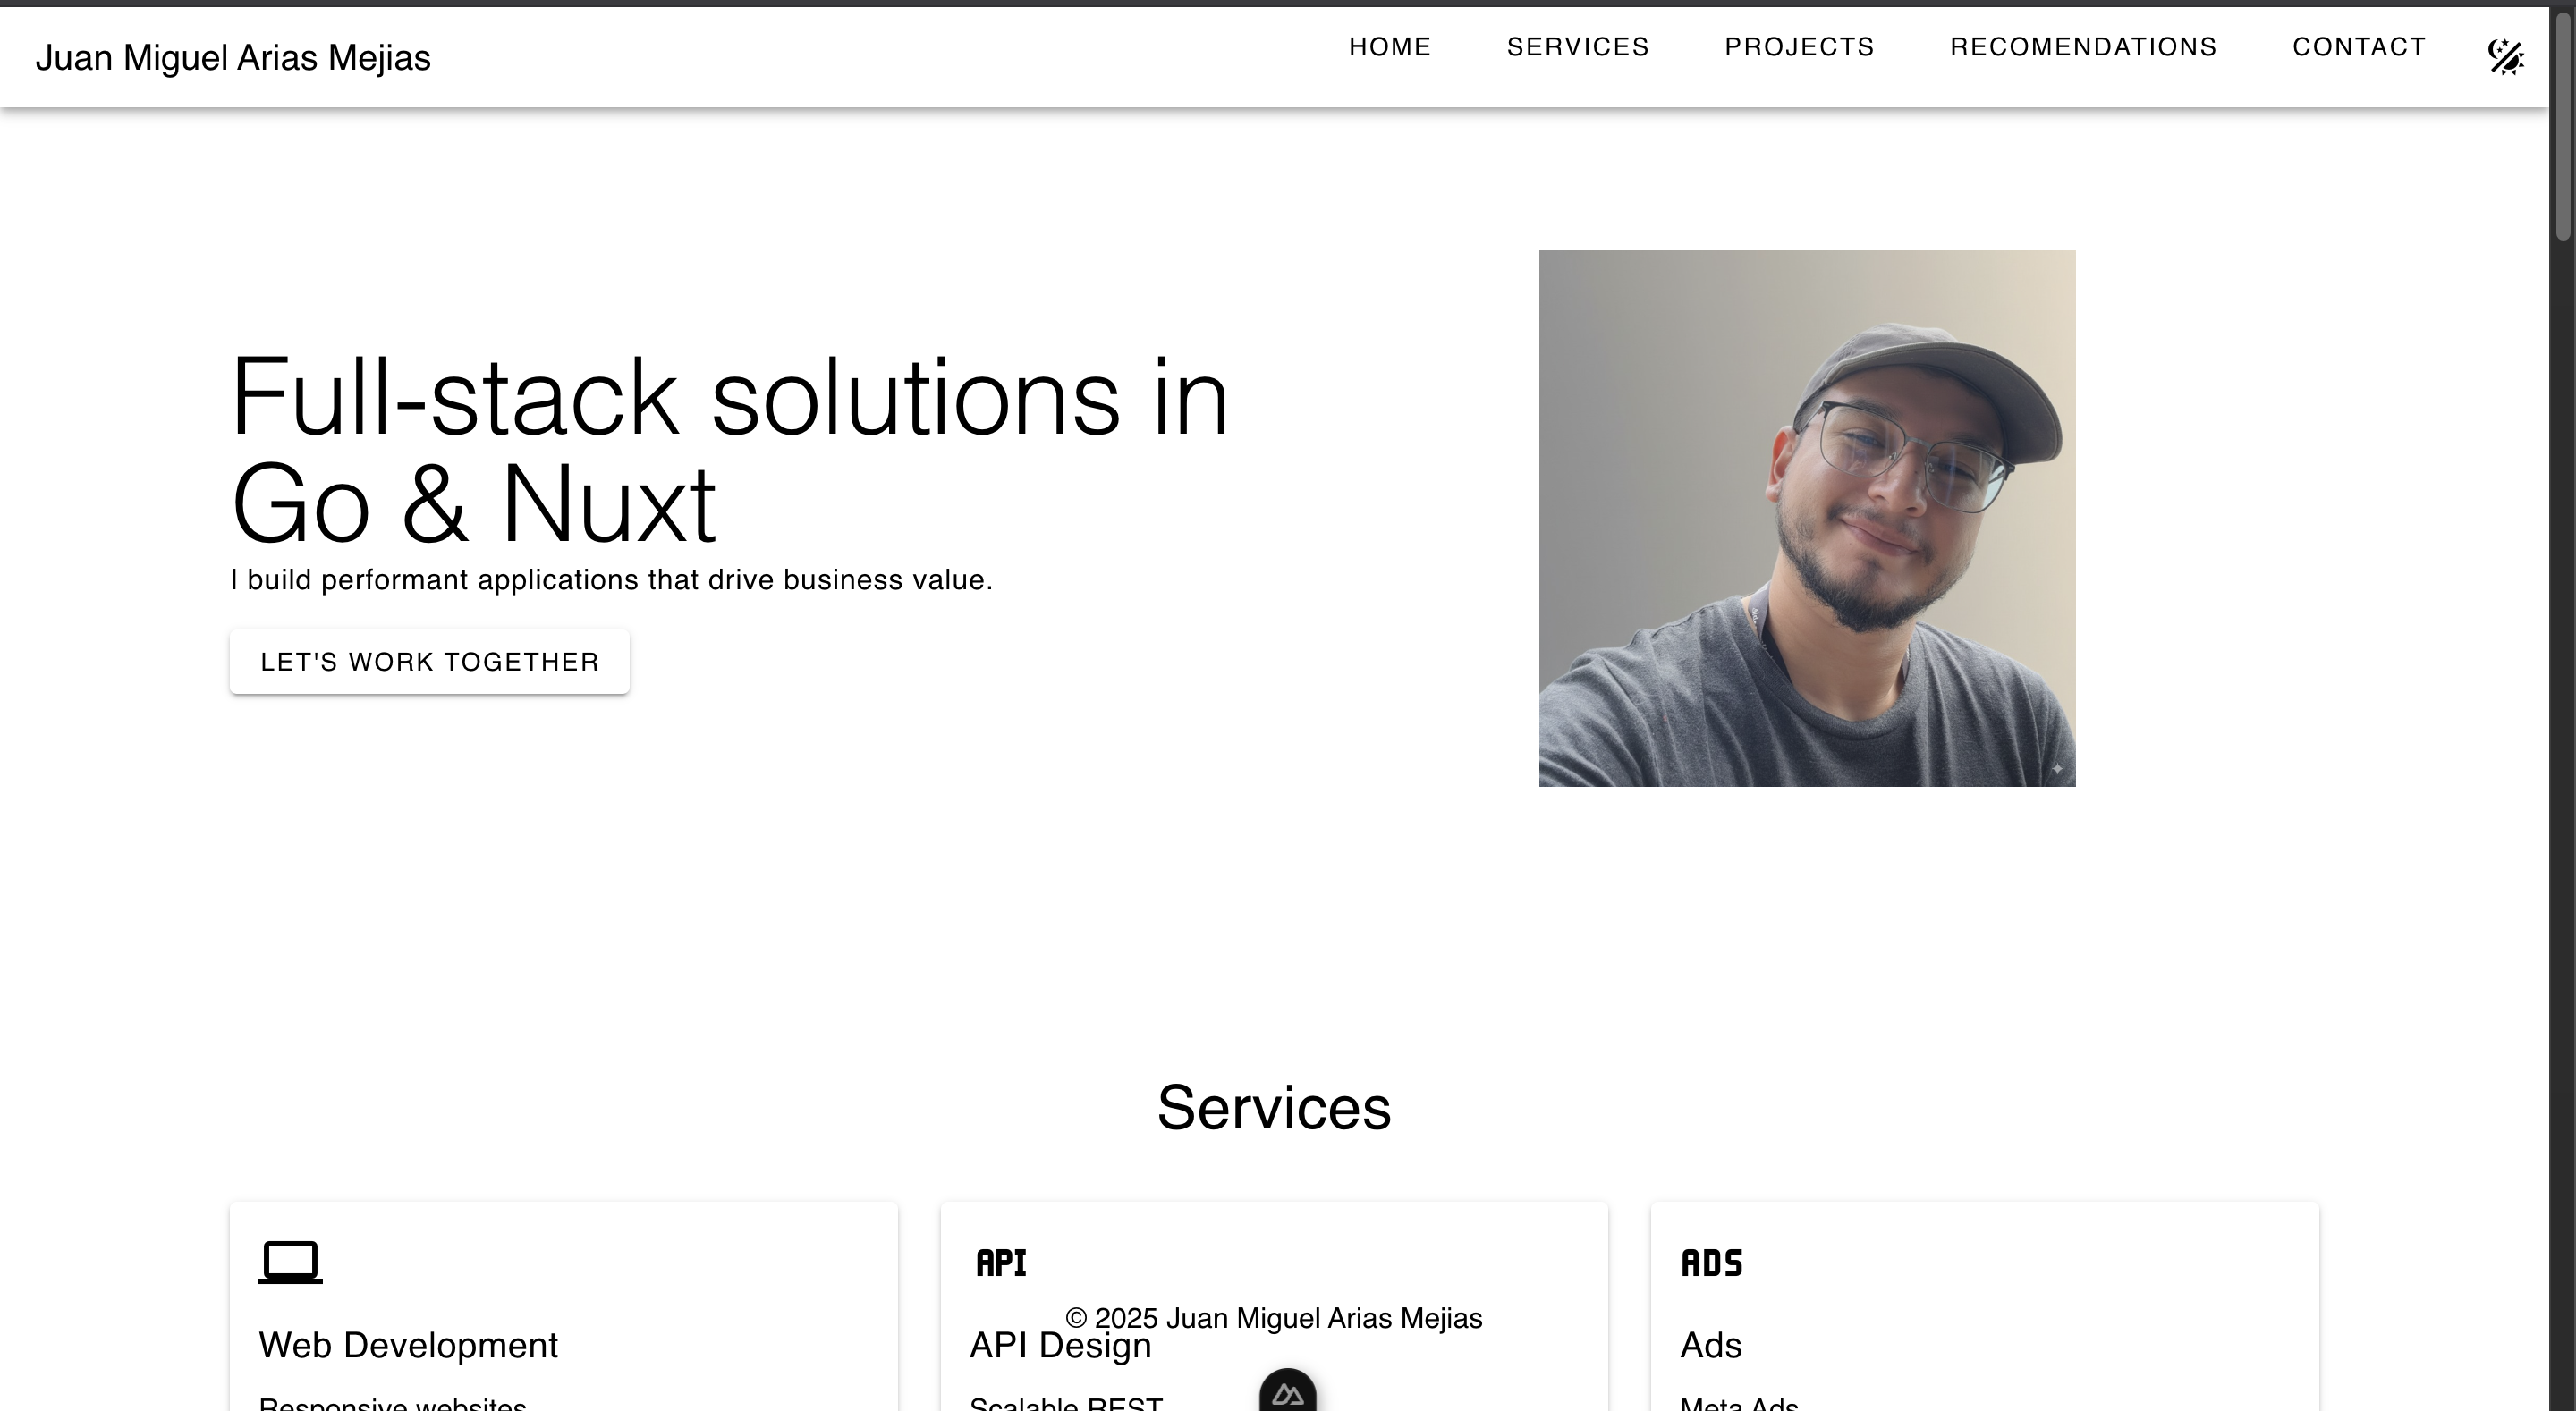 Juan Miguel Arias Mejias
HOME
SERVICES
PROJECTS
RECOMENDATIONS
CONTACT
Full-stack solutions in
Go & Nuxt
I build performant applications that drive business value.
LET'S WORK TOGETHER
Services
API
ADS
© 2025 Juan Miguel Arias Mejias
Web Development
API Design
Ads
Responsive websites
Scalable REST
Meta Ads